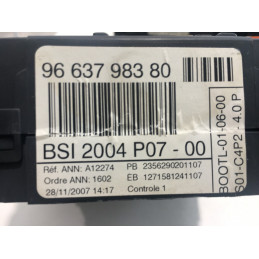 96 637 983 80
BSI 2004 P07 - 00
Réf. ANN: A12274 PB 2356290201107
Ordre ANN: 1602 EB 1271581241107
28/11/2007 14:17 Controle 1
BOOTL-01-06-00
S01-C4P2 - 4.0 P